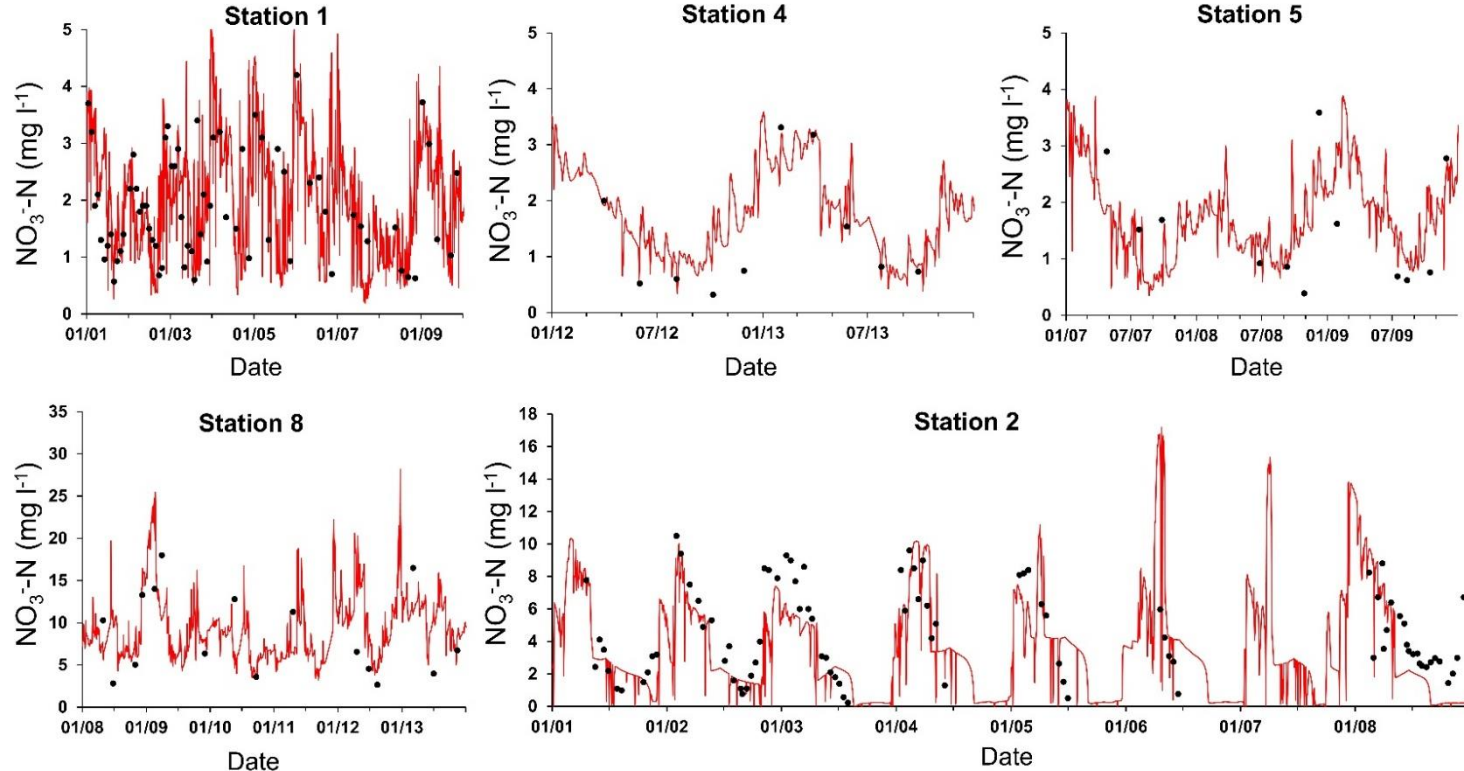 Station 1
NO₃⁻-N (mg l⁻¹)
5
4
3
2
1
0
01/01 01/03 01/05 01/07 01/09
Date
Station 4
NO₃⁻-N (mg l⁻¹)
5
4
3
2
1
0
01/12 07/12 01/13 07/13
Date
Station 5
NO₃⁻-N (mg l⁻¹)
5
4
3
2
1
0
01/07 07/07 01/08 07/08 01/09 07/09
Date
Station 8
NO₃⁻-N (mg l⁻¹)
35
30
25
20
15
10
5
0
01/08 01/09 01/10 01/11 01/12 01/13
Date
Station 2
NO₃⁻-N (mg l⁻¹)
18
16
14
12
10
8
6
4
2
0
01/01 01/02 01/03 01/04 01/05 01/06 01/07 01/08
Date